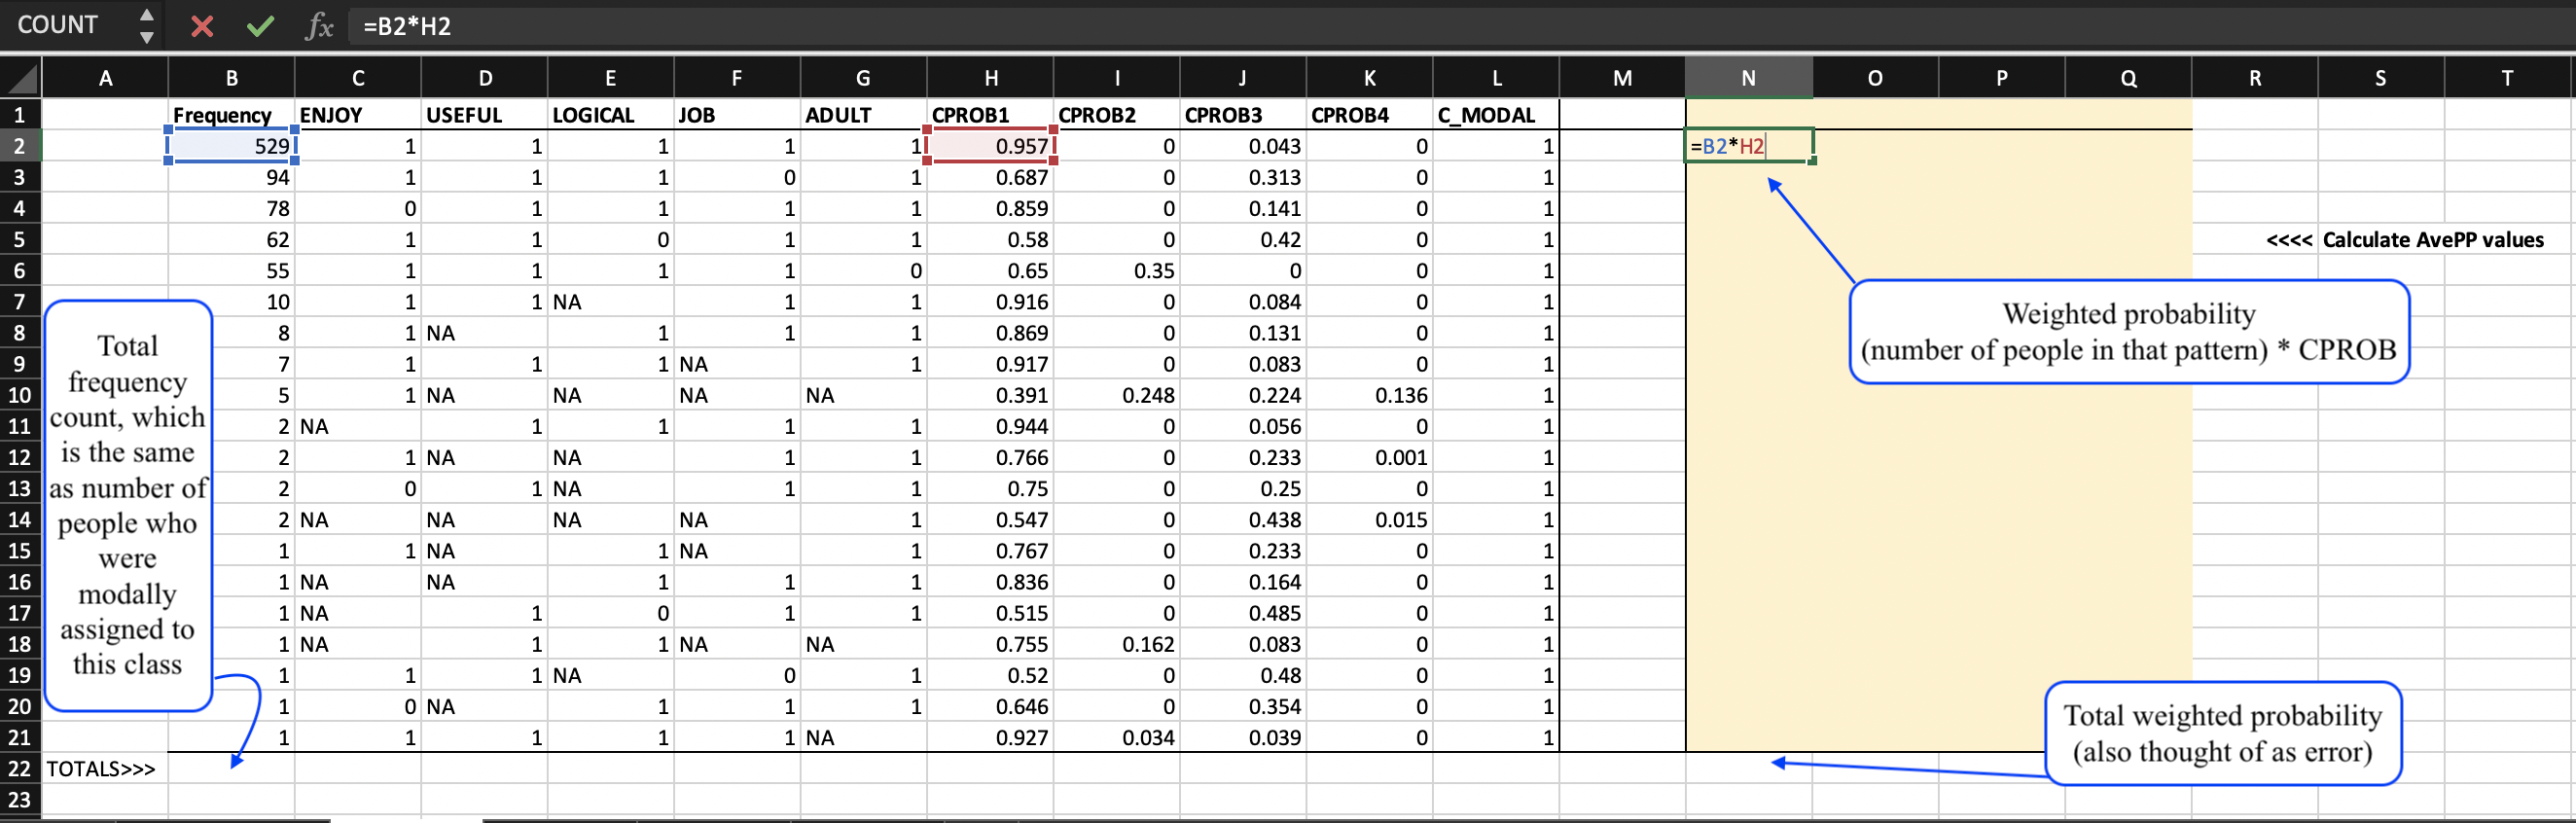 COUNT fx =B2*H2
A B C D E F G H I J K L M N O P Q R S T
1 Frequency ENJOY USEFUL LOGICAL JOB ADULT CPROB1 CPROB2 CPROB3 CPROB4 C_MODAL
2 529 1 1 1 1 1 0.957 0 0.043 0 1 =B2*H2
3 94 1 1 1 0 1 0.687 0 0.313 0 1
4 78 0 1 1 1 1 0.859 0 0.141 0 1
5 62 1 1 0 1 1 0.58 0 0.42 0 1 <<<< Calculate AvePP values
6 55 1 1 1 1 0 0.65 0.35 0 0 1
7 10 1 1 NA 1 1 0.916 0 0.084 0 1
8 8 1 NA 1 1 1 0.869 0 0.131 0 1
9 7 1 1 1 NA 1 0.917 0 0.083 0 1
10 5 1 NA NA NA NA 0.391 0.248 0.224 0.136 1
11 2 NA 1 1 1 1 0.944 0 0.056 0 1
12 2 1 NA NA 1 1 0.766 0 0.233 0.001 1
13 2 0 1 NA 1 1 0.75 0 0.25 0 1
14 2 NA NA NA NA 1 0.547 0 0.438 0.015 1
15 1 1 NA 1 NA 1 0.767 0 0.233 0 1
16 1 NA NA 1 1 1 0.836 0 0.164 0 1
17 1 NA 1 0 1 1 0.515 0 0.485 0 1
18 1 NA 1 1 NA NA 0.755 0.162 0.083 0 1
19 1 1 1 NA 0 1 0.52 0 0.48 0 1
20 1 0 NA 1 1 1 0.646 0 0.354 0 1
21 1 1 1 1 1 NA 0.927 0.034 0.039 0 1
22 TOTALS>>>
23
Total
frequency
count, which
is the same
as number of
people who
were
modally
assigned to
this class
Weighted probability
(number of people in that pattern) * CPROB
Total weighted probability
(also thought of as error)